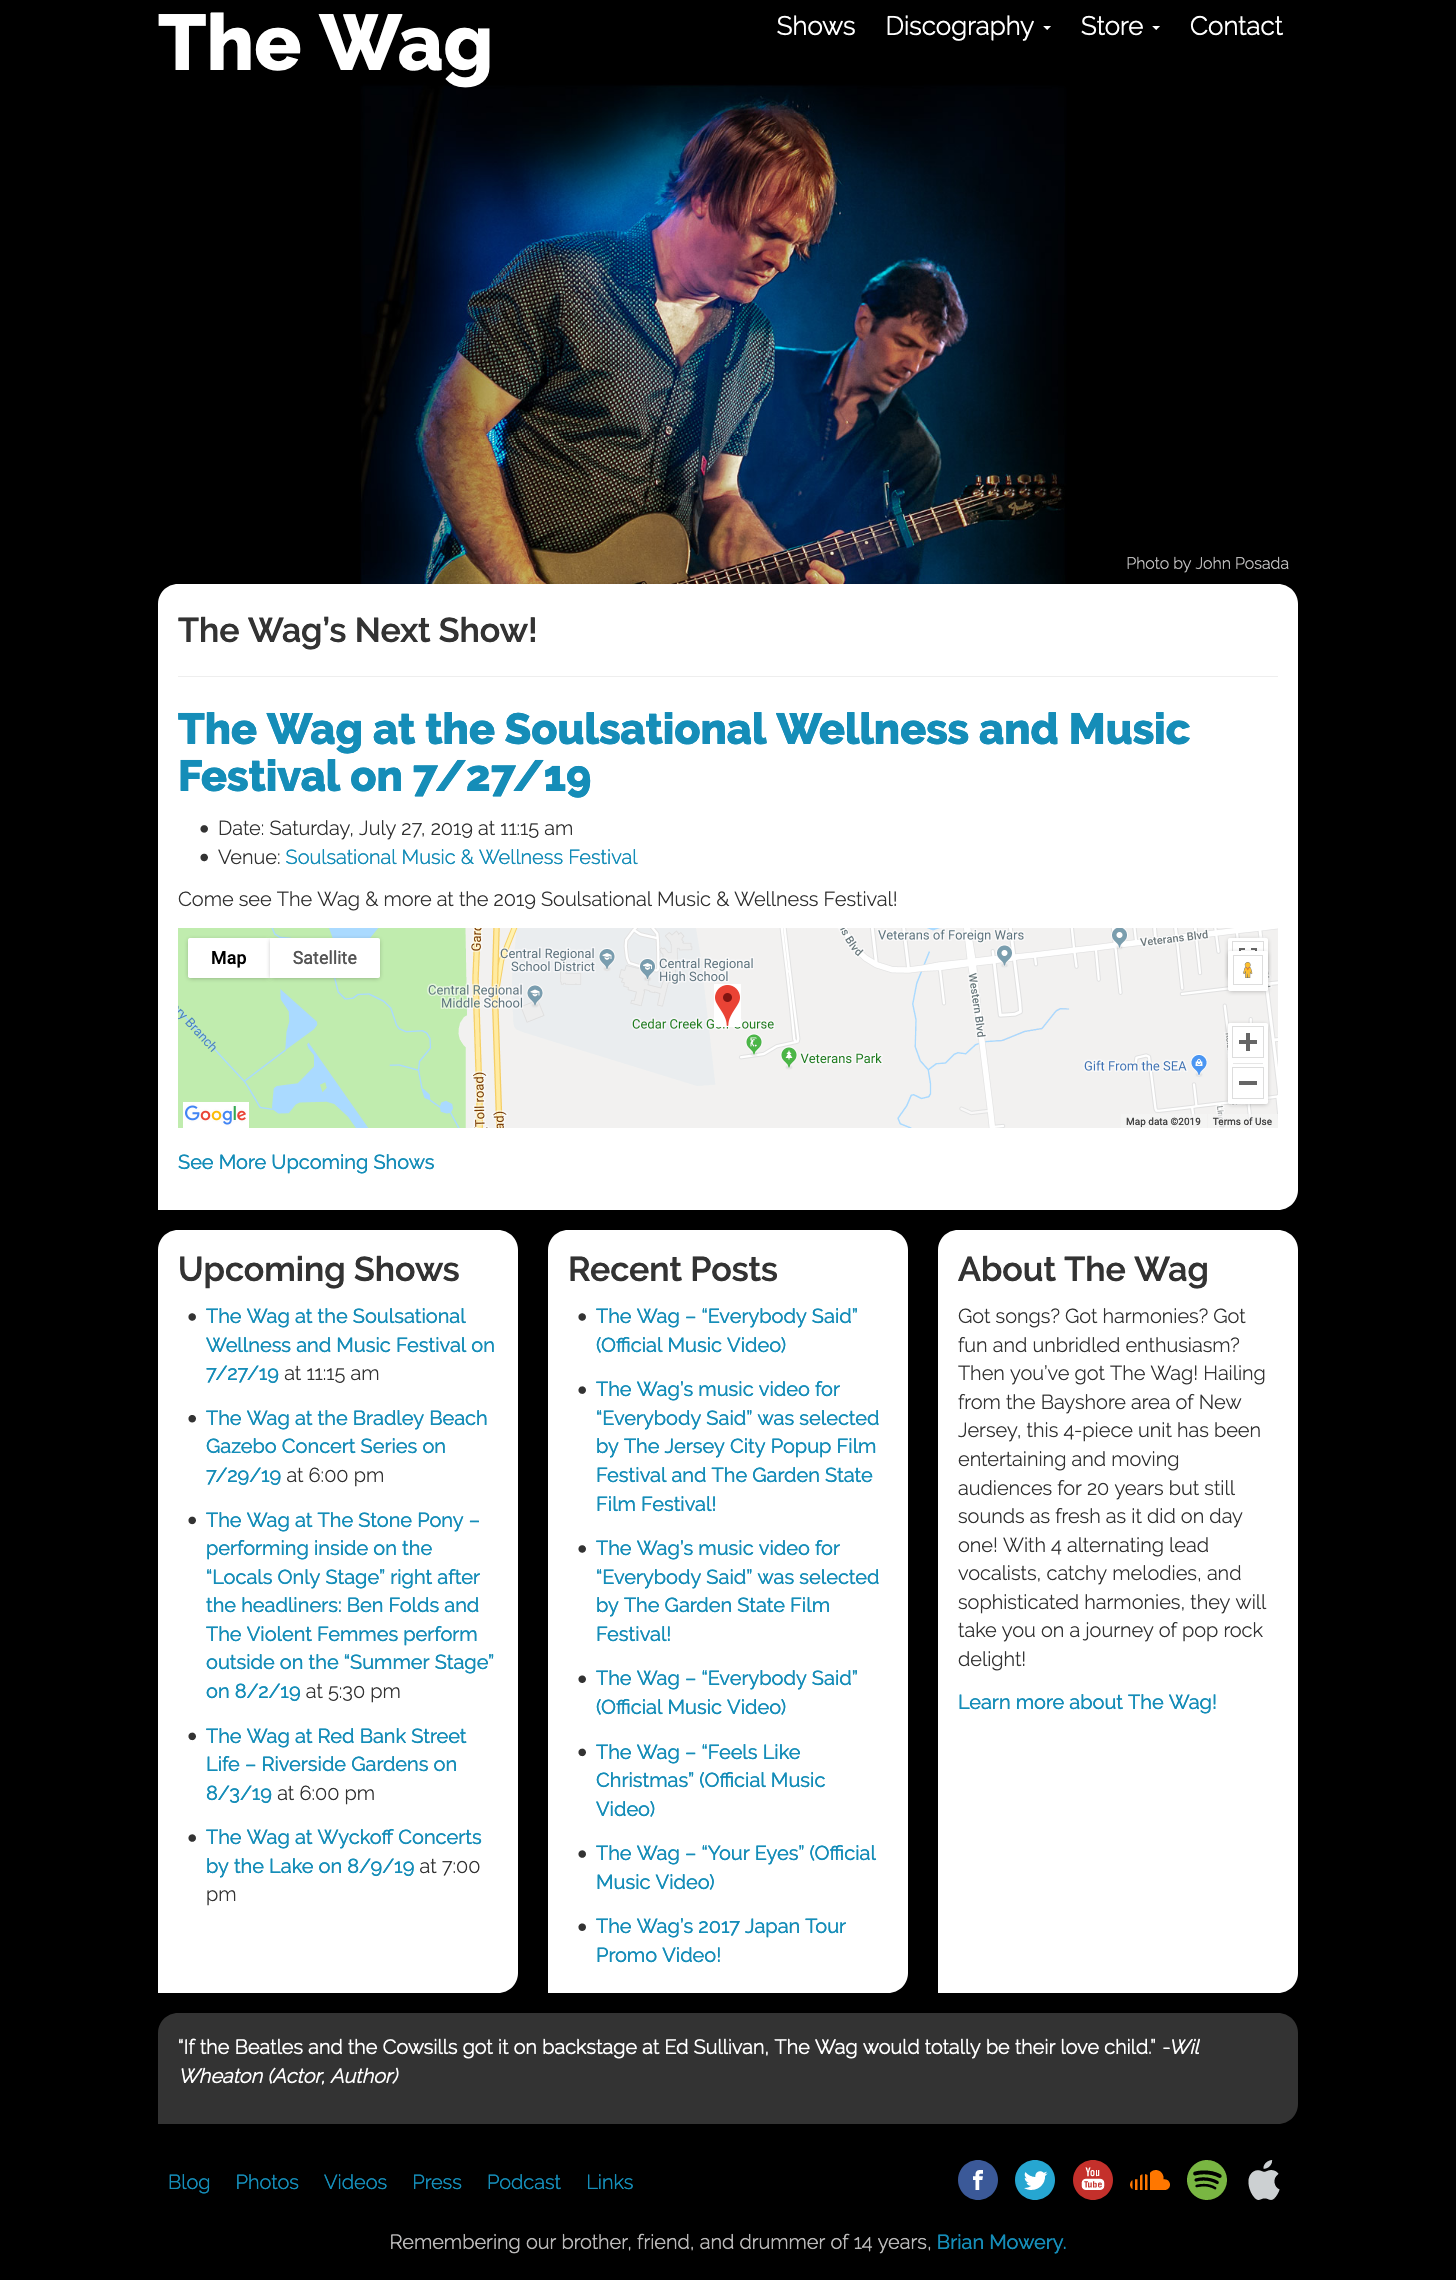 The Wag
Shows Discography Store Contact
Fender
Photo by John Posada
The Wag’s Next Show!
The Wag at the Soulsational Wellness and Music
Festival on 7/27/19
Date: Saturday, July 27, 2019 at 11:15 am
Venue: Soulsational Music & Wellness Festival
Come see The Wag & more at the 2019 Soulsational Music & Wellness Festival!
Map Satellite
Central Regional
School District
Central Regional
High School
Central Regional
Middle School
Veterans of Foreign Wars
Veterans Blvd
Western Blvd
s Blvd
ry Branch
Cedar Creek Golf Course
Veterans Park
Gift From the SEA
Toll road)
ad)
Gard
Google
Map data ©2019 Terms of Use
See More Upcoming Shows
Upcoming Shows
The Wag at the Soulsational
Wellness and Music Festival on
7/27/19 at 11:15 am
The Wag at the Bradley Beach
Gazebo Concert Series on
7/29/19 at 6:00 pm
The Wag at The Stone Pony –
performing inside on the
“Locals Only Stage” right after
the headliners: Ben Folds and
The Violent Femmes perform
outside on the “Summer Stage”
on 8/2/19 at 5:30 pm
The Wag at Red Bank Street
Life – Riverside Gardens on
8/3/19 at 6:00 pm
The Wag at Wyckoff Concerts
by the Lake on 8/9/19 at 7:00
pm
Recent Posts
The Wag – “Everybody Said”
(Official Music Video)
The Wag’s music video for
“Everybody Said” was selected
by The Jersey City Popup Film
Festival and The Garden State
Film Festival!
The Wag’s music video for
“Everybody Said” was selected
by The Garden State Film
Festival!
The Wag – “Everybody Said”
(Official Music Video)
The Wag – “Feels Like
Christmas” (Official Music
Video)
The Wag – “Your Eyes” (Official
Music Video)
The Wag’s 2017 Japan Tour
Promo Video!
About The Wag
Got songs? Got harmonies? Got
fun and unbridled enthusiasm?
Then you’ve got The Wag! Hailing
from the Bayshore area of New
Jersey, this 4-piece unit has been
entertaining and moving
audiences for 20 years but still
sounds as fresh as it did on day
one! With 4 alternating lead
vocalists, catchy melodies, and
sophisticated harmonies, they will
take you on a journey of pop rock
delight!
Learn more about The Wag!
“If the Beatles and the Cowsills got it on backstage at Ed Sullivan, The Wag would totally be their love child.” -Wil
Wheaton (Actor, Author)
Blog Photos Videos Press Podcast Links
f
You
Tube
Remembering our brother, friend, and drummer of 14 years, Brian Mowery.